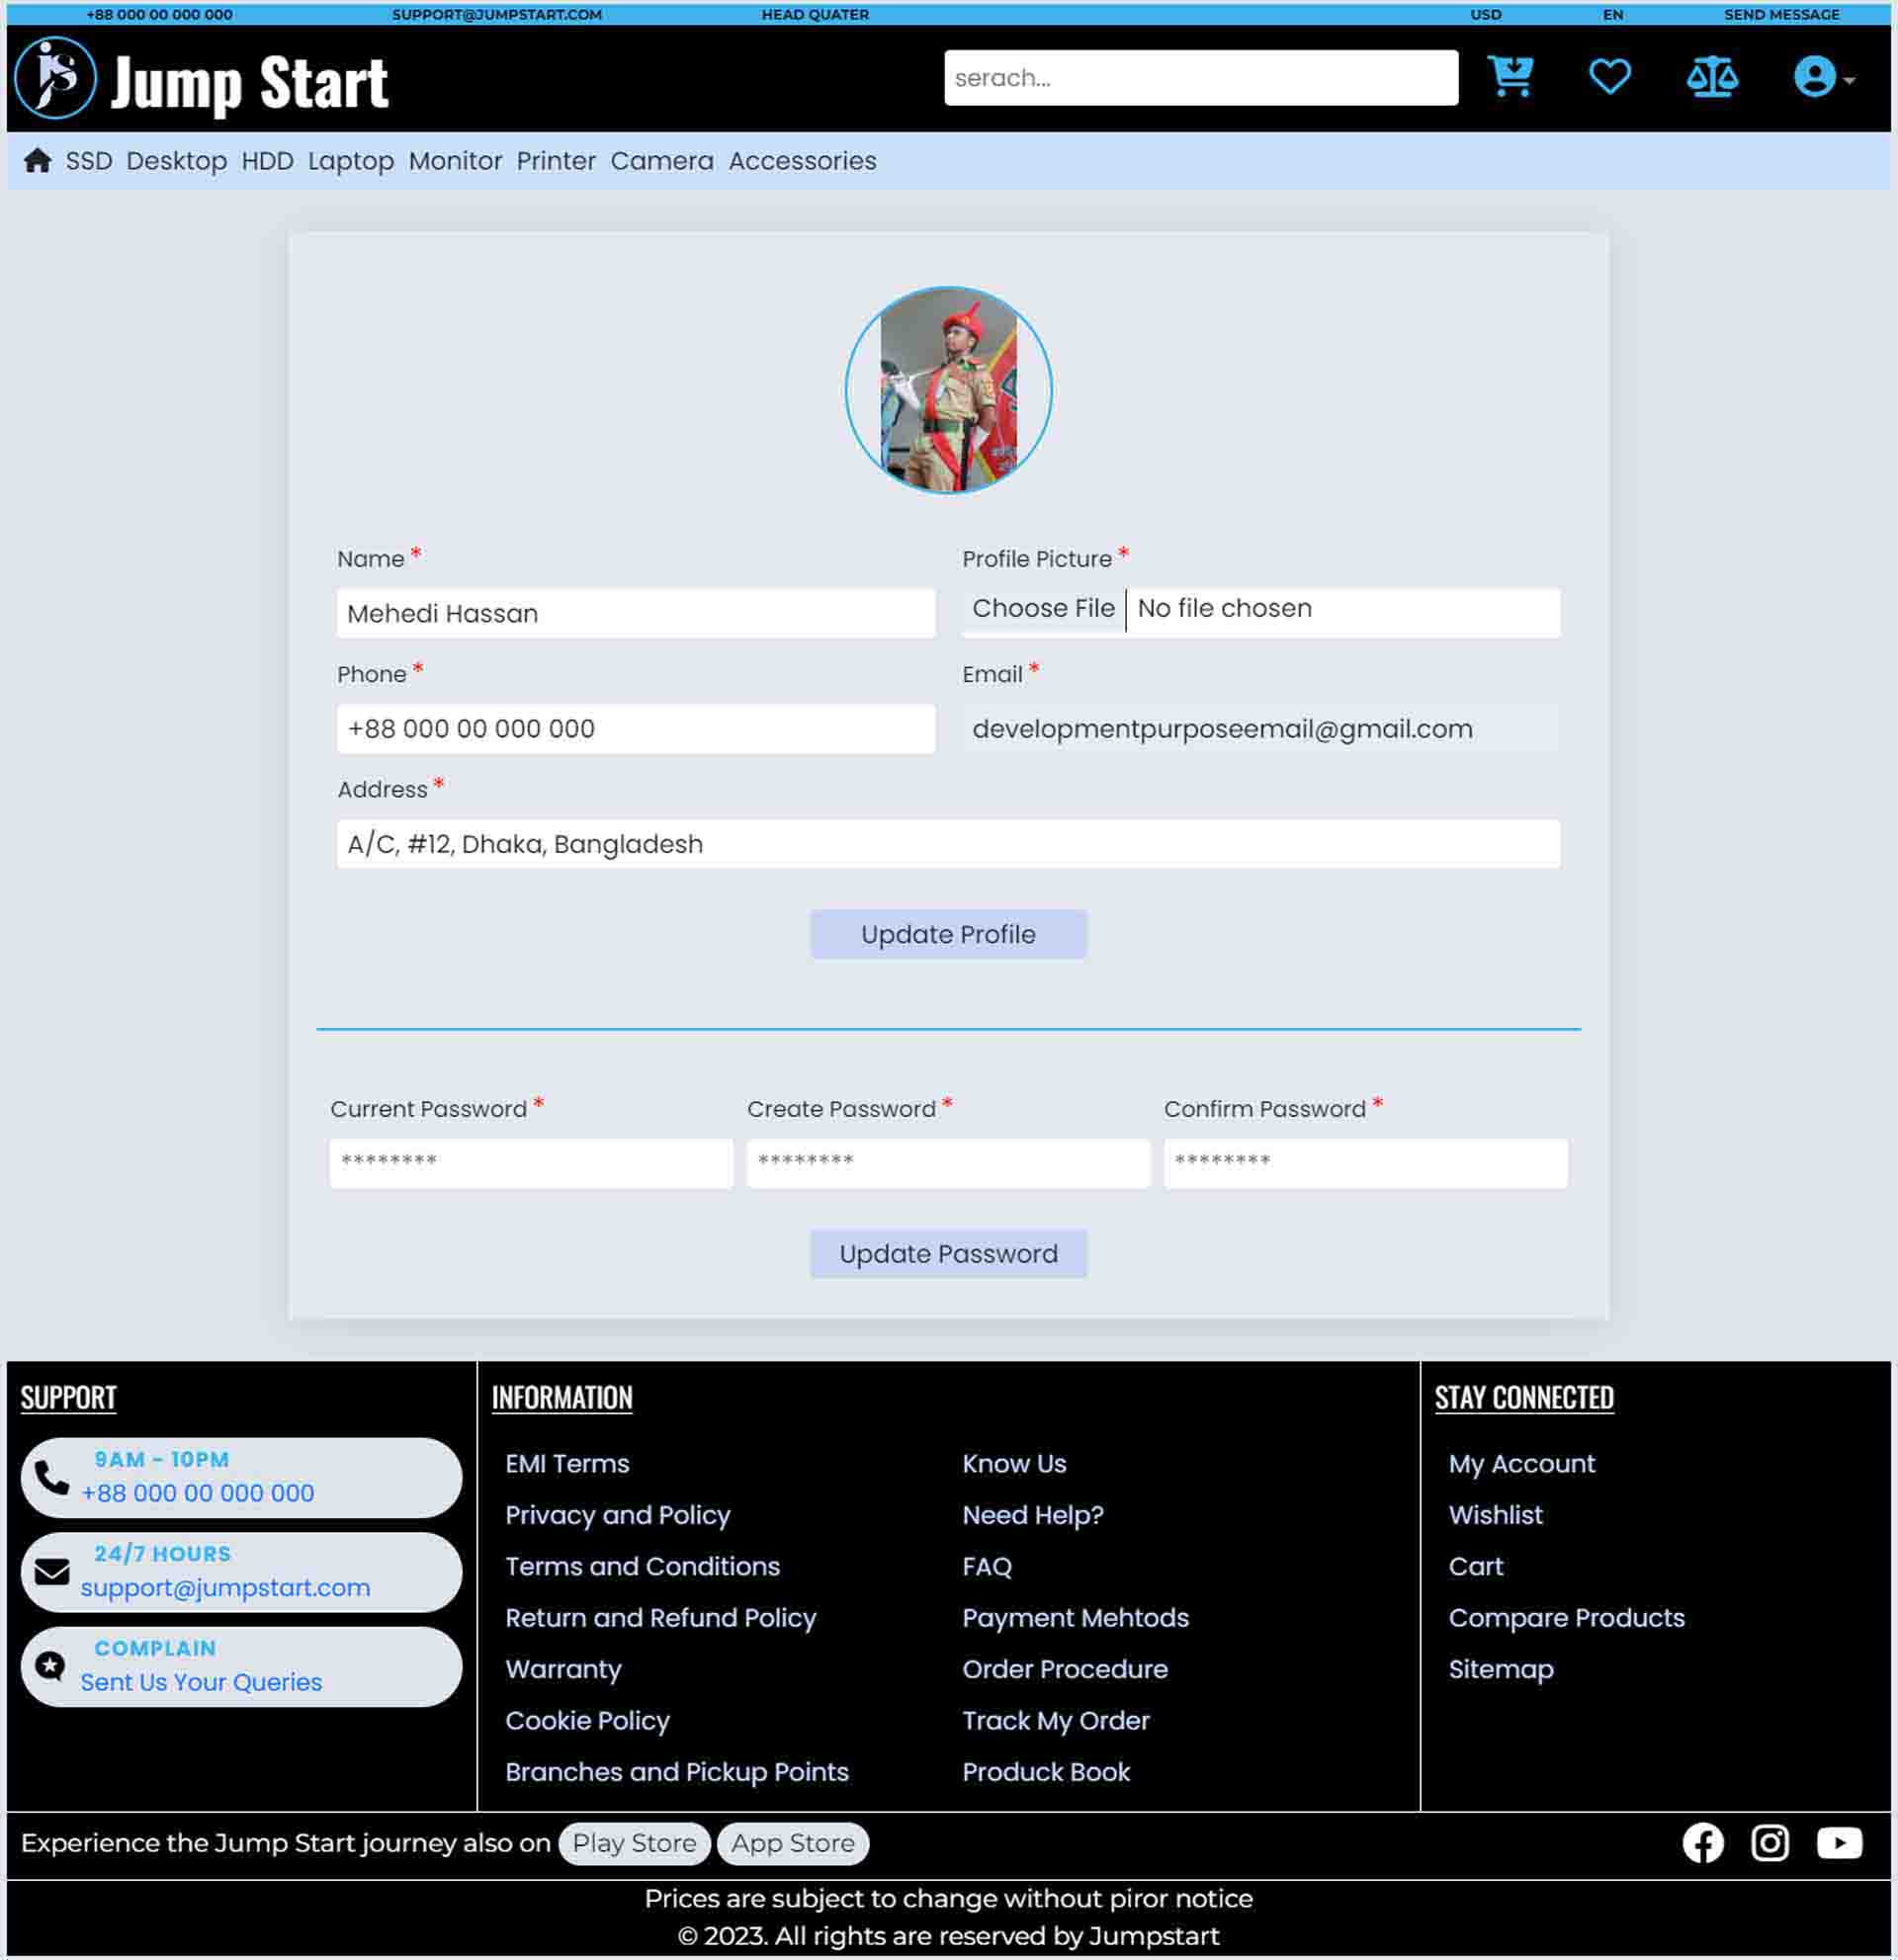 +88 000 00 000 000 SUPPORT@JUMPSTART.COM HEAD QUATER USD EN SEND MESSAGE
Jump Start serach...
SSD Desktop HDD Laptop Monitor Printer Camera Accessories
Name * Profile Picture *
Mehedi Hassan Choose File No file chosen
Phone * Email *
+88 000 00 000 000 developmentpurposeemail@gmail.com
Address *
A/C, #12, Dhaka, Bangladesh
Update Profile
Current Password * Create Password * Confirm Password *
******** ******** ********
Update Password
SUPPORT
9AM - 10PM
+88 000 00 000 000
24/7 HOURS
support@jumpstart.com
COMPLAIN
Sent Us Your Queries
INFORMATION
EMI Terms
Privacy and Policy
Terms and Conditions
Return and Refund Policy
Warranty
Cookie Policy
Branches and Pickup Points
Know Us
Need Help?
FAQ
Payment Mehtods
Order Procedure
Track My Order
Produck Book
STAY CONNECTED
My Account
Wishlist
Cart
Compare Products
Sitemap
Experience the Jump Start journey also on Play Store App Store
Prices are subject to change without piror notice
© 2023. All rights are reserved by Jumpstart